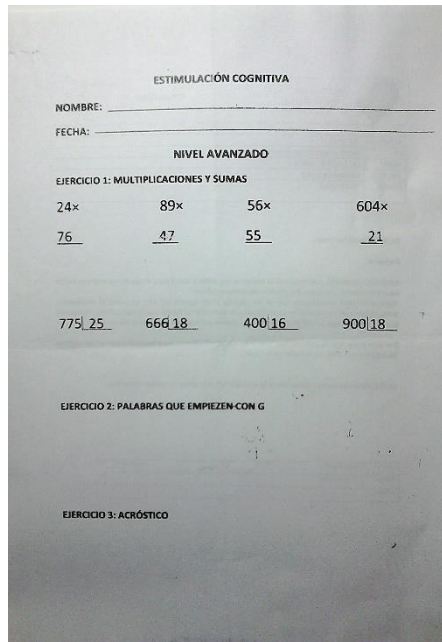 ESTIMULACIÓN COGNITIVA
NOMBRE:
FECHA:
NIVEL AVANZADO
EJERCICIO 1: MULTIPLICACIONES Y SUMAS
24× 89× 56× 604×
76 47 55 21
775| 25 666| 18 400| 16 900| 18
EJERCICIO 2: PALABRAS QUE EMPIEZEN CON G
EJERCICIO 3: ACRÓSTICO